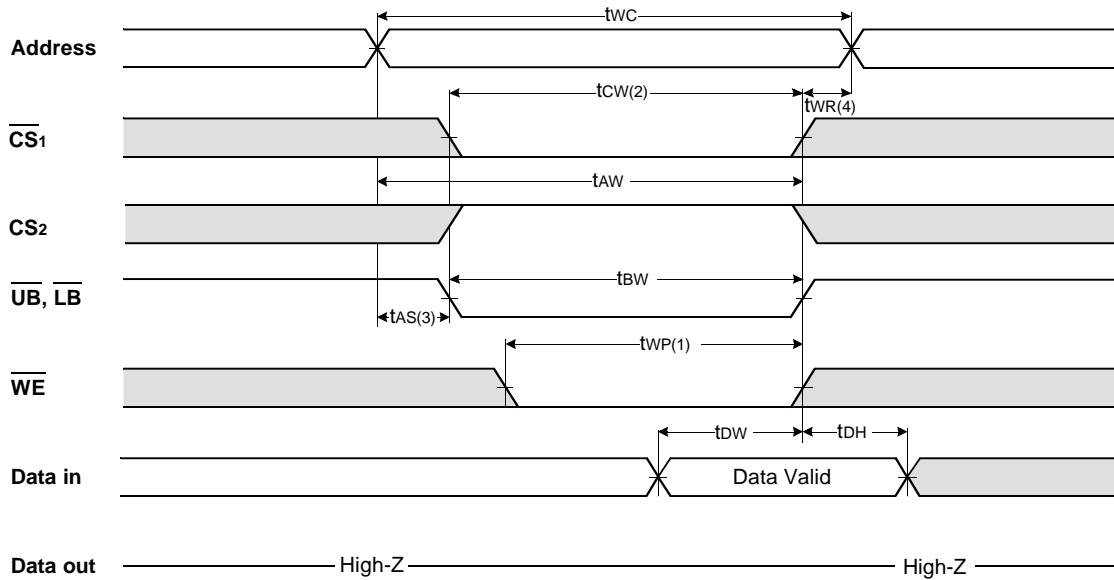 tWC
Address
tCW(2)
tWR(4)
CS1
tAW
CS2
tBW
UB, LB
tAS(3)
tWP(1)
WE
tDW
tDH
Data in
Data Valid
Data out
High-Z
High-Z